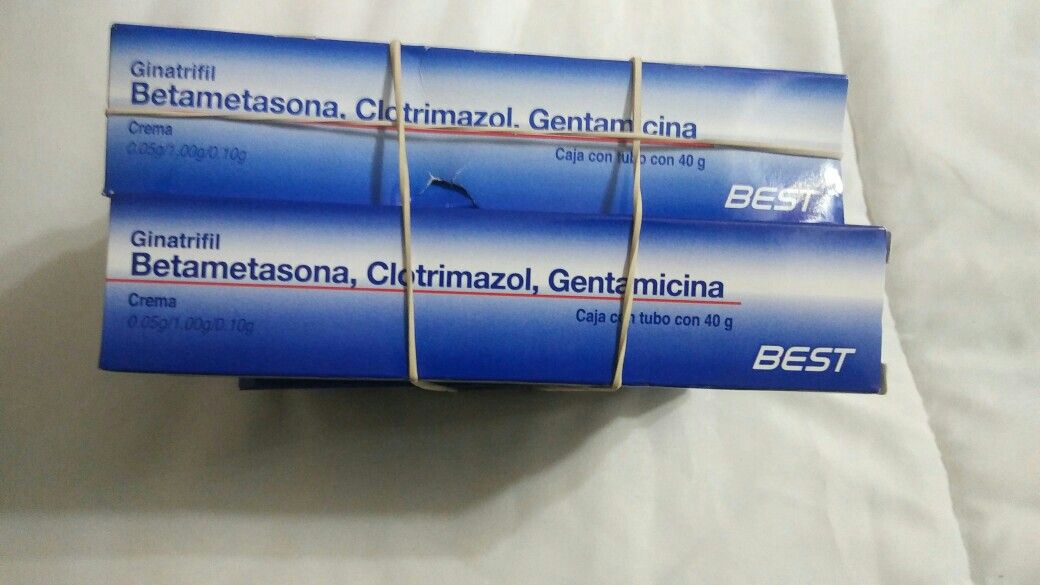 Ginatrifil
Betametasona, Clotrimazol, Gentamicina
Crema
0.05g/1.00g/0.10g
Caja con tubo con 40 g
BEST
Ginatrifil
Betametasona, Clotrimazol, Gentamicina
Crema
0.05g/1.00g/0.10g
Caja con tubo con 40 g
BEST